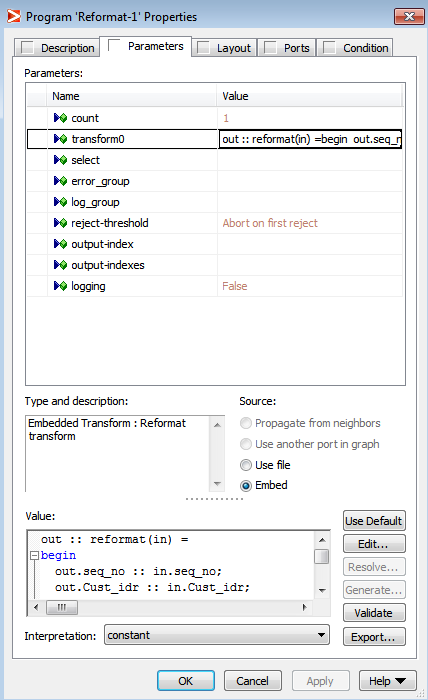 Program 'Reformat-1' Properties
Description Parameters Layout Ports Condition
Parameters:
Name Value
count 1
transform0 out :: reformat(in) =begin out.seq_n
select
error_group
log_group
reject-threshold Abort on first reject
output-index
output-indexes
logging False
Type and description:
Embedded Transform : Reformat
transform
Source:
Propagate from neighbors
Use another port in graph
Use file
Embed
Value:
out :: reformat(in) =
begin
out.seq_no :: in.seq_no;
out.Cust_idr :: in.Cust_idr;
Use Default
Edit...
Resolve...
Generate...
Validate
Export...
Interpretation: constant
OK Cancel Apply Help